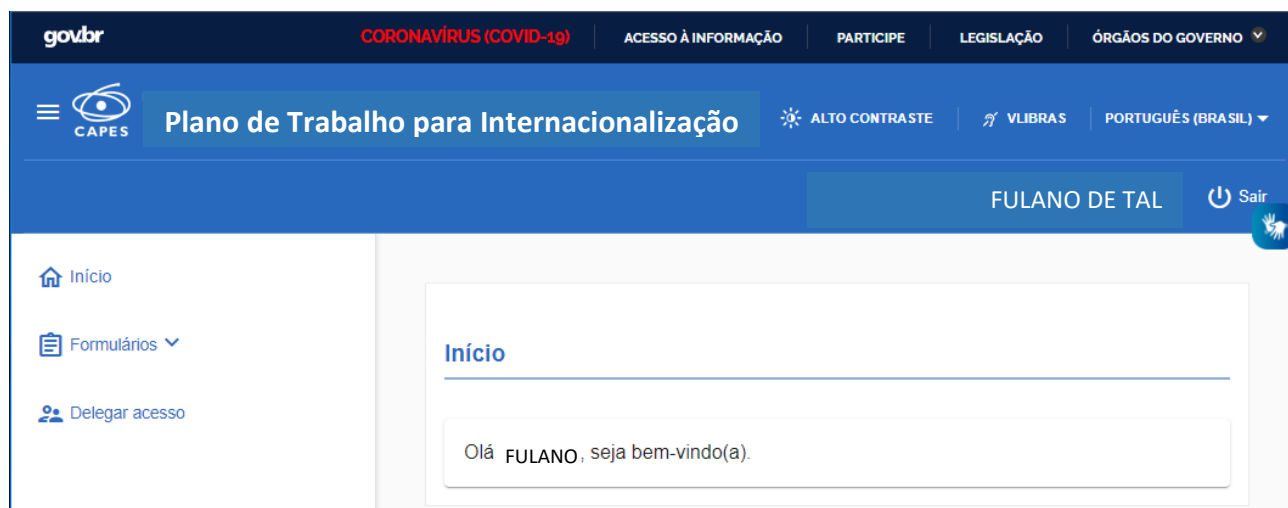 gov.br CORONAVÍRUS (COVID-19) ACESSO À INFORMAÇÃO PARTICIPE LEGISLAÇÃO ÓRGÃOS DO GOVERNO
CAPES Plano de Trabalho para Internacionalização ALTO CONTRASTE VLIBRAS PORTUGUÊS (BRASIL)
FULANO DE TAL Sair
Início
Formulários
Delegar acesso
Início
Olá FULANO, seja bem-vindo(a).